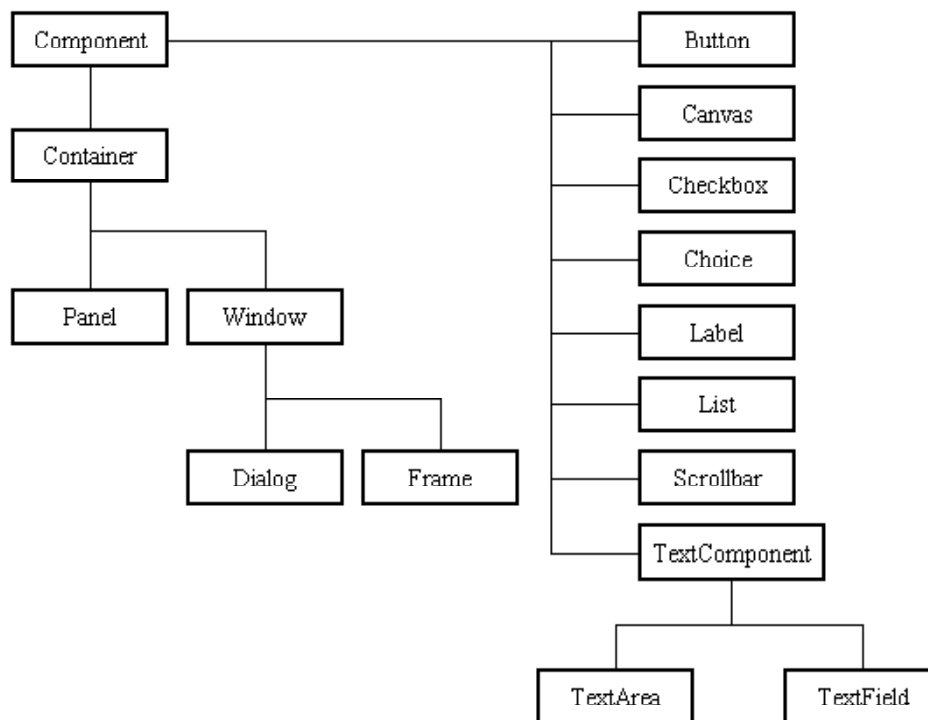 Component
Button
Canvas
Container
Checkbox
Choice
Panel
Window
Label
List
Dialog
Frame
Scrollbar
TextComponent
TextArea
TextField